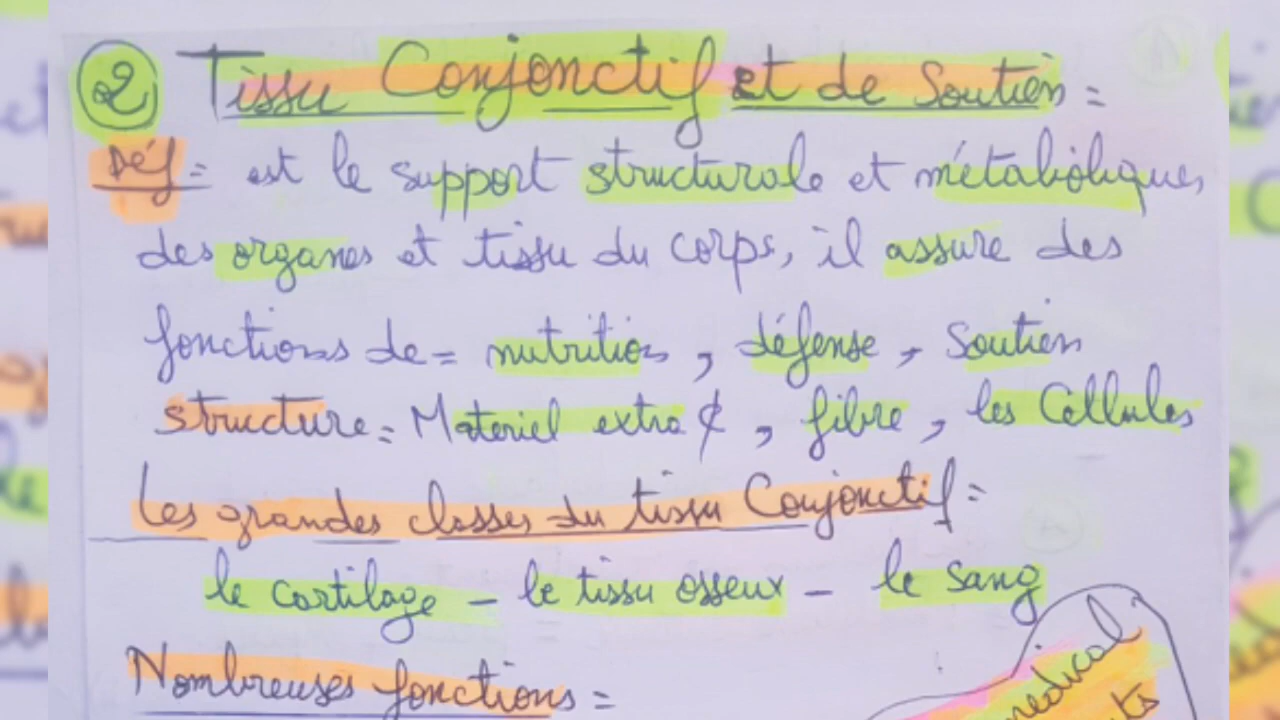 ② Tissu Conjonctif et de Soutien :
Déf = est le support structurale et métaboliques
des organes et tissu du corps, il assure des
fonctions de = nutrition, défense, Soutien
structure = Materiel extra ₵, fibre, les Cellules
Les grandes classes du tissu Conjonctif =
le cartilage - le tissu osseux - le Sang
Nombreuses fonctions =
medical